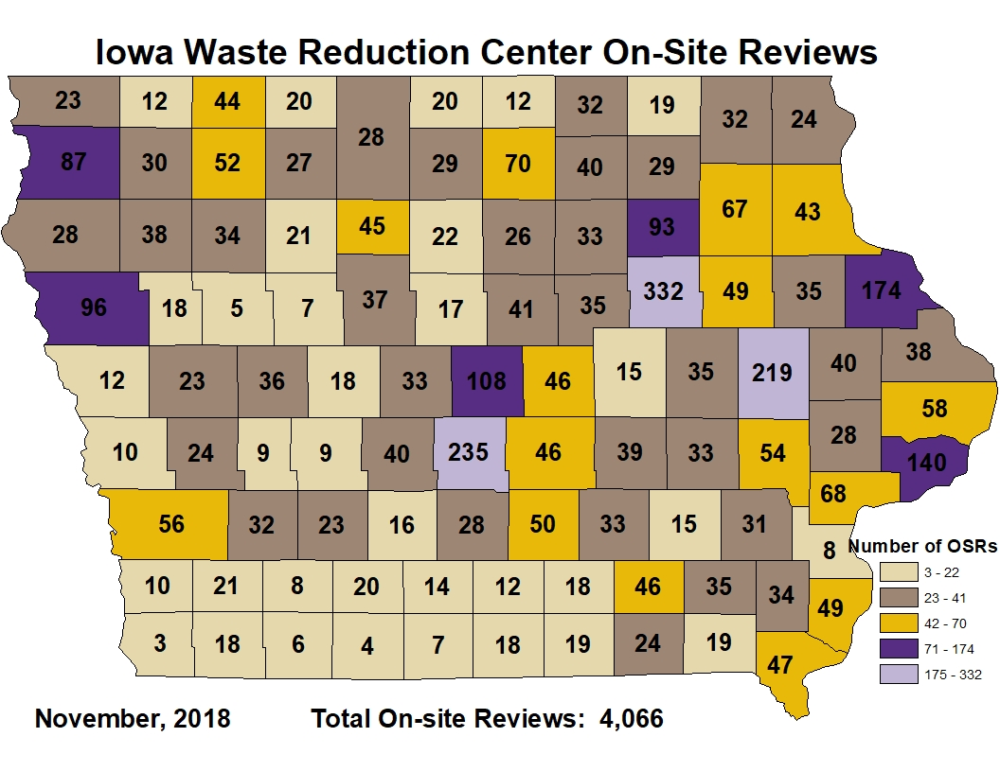 Iowa Waste Reduction Center On-Site Reviews
23 12 44 20 28 20 12 32 19 32 24
87 30 52 27 29 70 40 29 67 43
28 38 34 21 45 22 26 33 93
96 18 5 7 37 17 41 35 332 49 35 174
12 23 36 18 33 108 46 15 35 219 40 38
58
10 24 9 9 40 235 46 39 33 54 28 140
68
56 32 23 16 28 50 33 15 31 8
Number of OSRs
3 - 22
23 - 41
42 - 70
71 - 174
175 - 332
10 21 8 20 14 12 18 46 35 34 49
3 18 6 4 7 18 19 24 19 47
November, 2018 Total On-site Reviews: 4,066